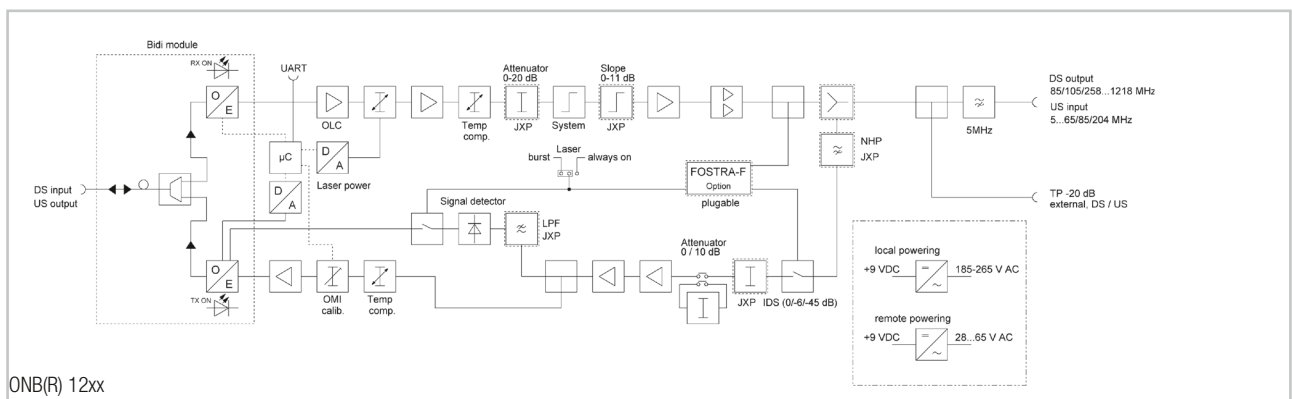 Bidi module
RX ON
O
E
UART
OLC
Temp
comp.
Attenuator
0-20 dB
JXP
System
Slope
0-11 dB
JXP
5MHz
DS output
85/105/258...1218 MHz
US input
5...65/85/204 MHz
µC
D
A
Laser power
D
A
Laser
burst
always on
FOSTRA-F
Option
plugable
NHP
JXP
DS input
US output
TP -20 dB
external, DS / US
Signal detector
LPF
JXP
Attenuator
0 / 10 dB
O
E
TX ON
OMI
calib.
Temp
comp.
JXP
IDS (0/-6/-45 dB)
local powering
+9 VDC
185-265 V AC
remote powering
+9 VDC
28...65 V AC
ONB(R) 12xx